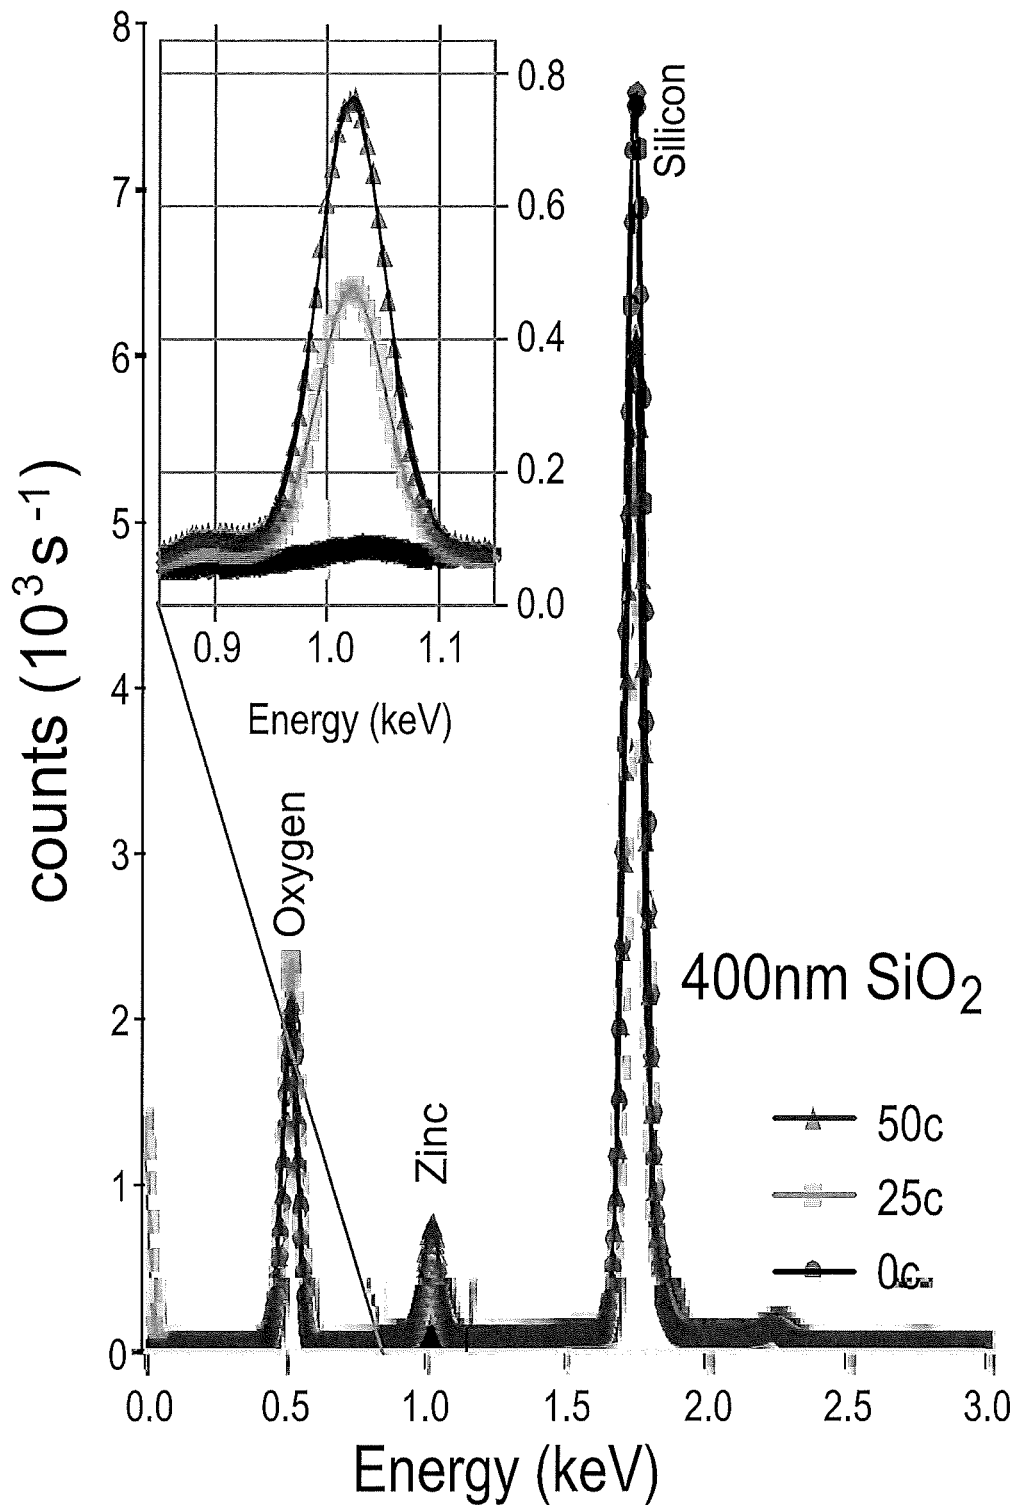 8
7
6
5
4
3
2
1
0
counts (10³ s⁻¹)
0.8
0.6
0.4
0.2
0.0
0.9 1.0 1.1
Energy (keV)
Oxygen
Zinc
Silicon
400nm SiO₂
50c
25c
0c
0.0 0.5 1.0 1.5 2.0 2.5 3.0
Energy (keV)